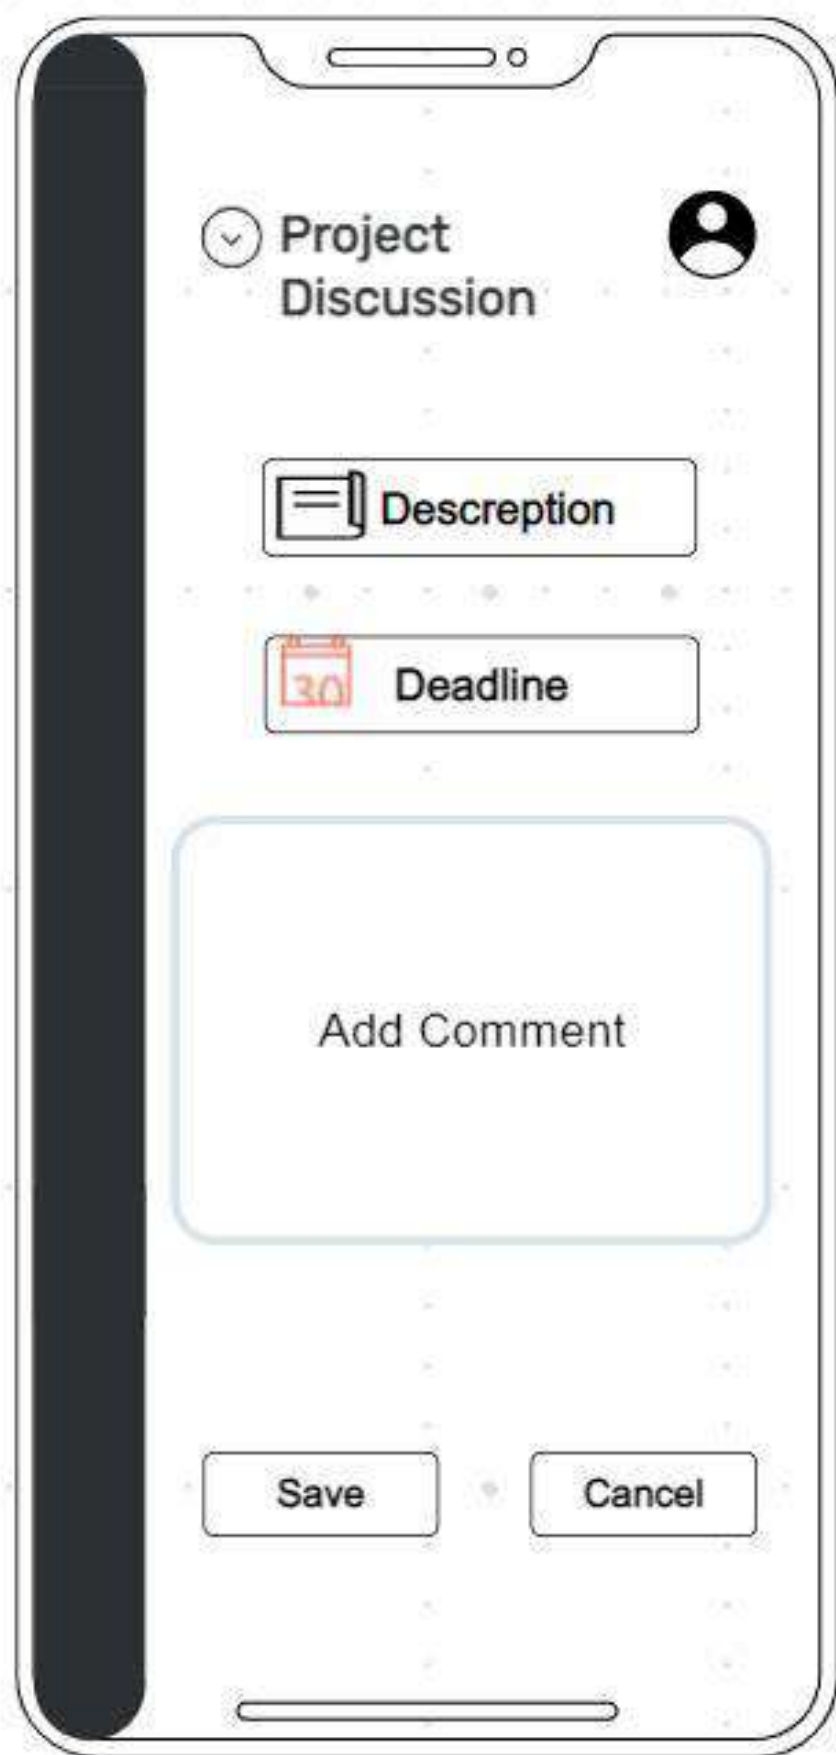 Project
Discussion
Descreption
30
Deadline
Add Comment
Save
Cancel